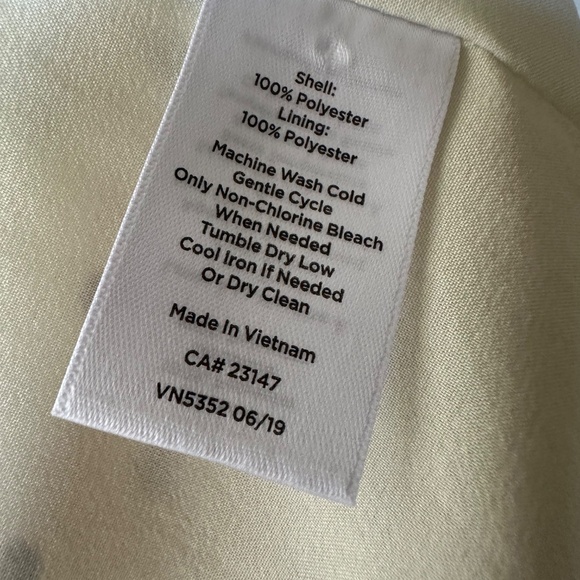 Shell:
100% Polyester
Lining:
100% Polyester
Machine Wash Cold
Gentle Cycle
Only Non-Chlorine Bleach
When Needed
Tumble Dry Low
Cool Iron If Needed
Or Dry Clean
Made In Vietnam
CA# 23147
VN5352 06/19